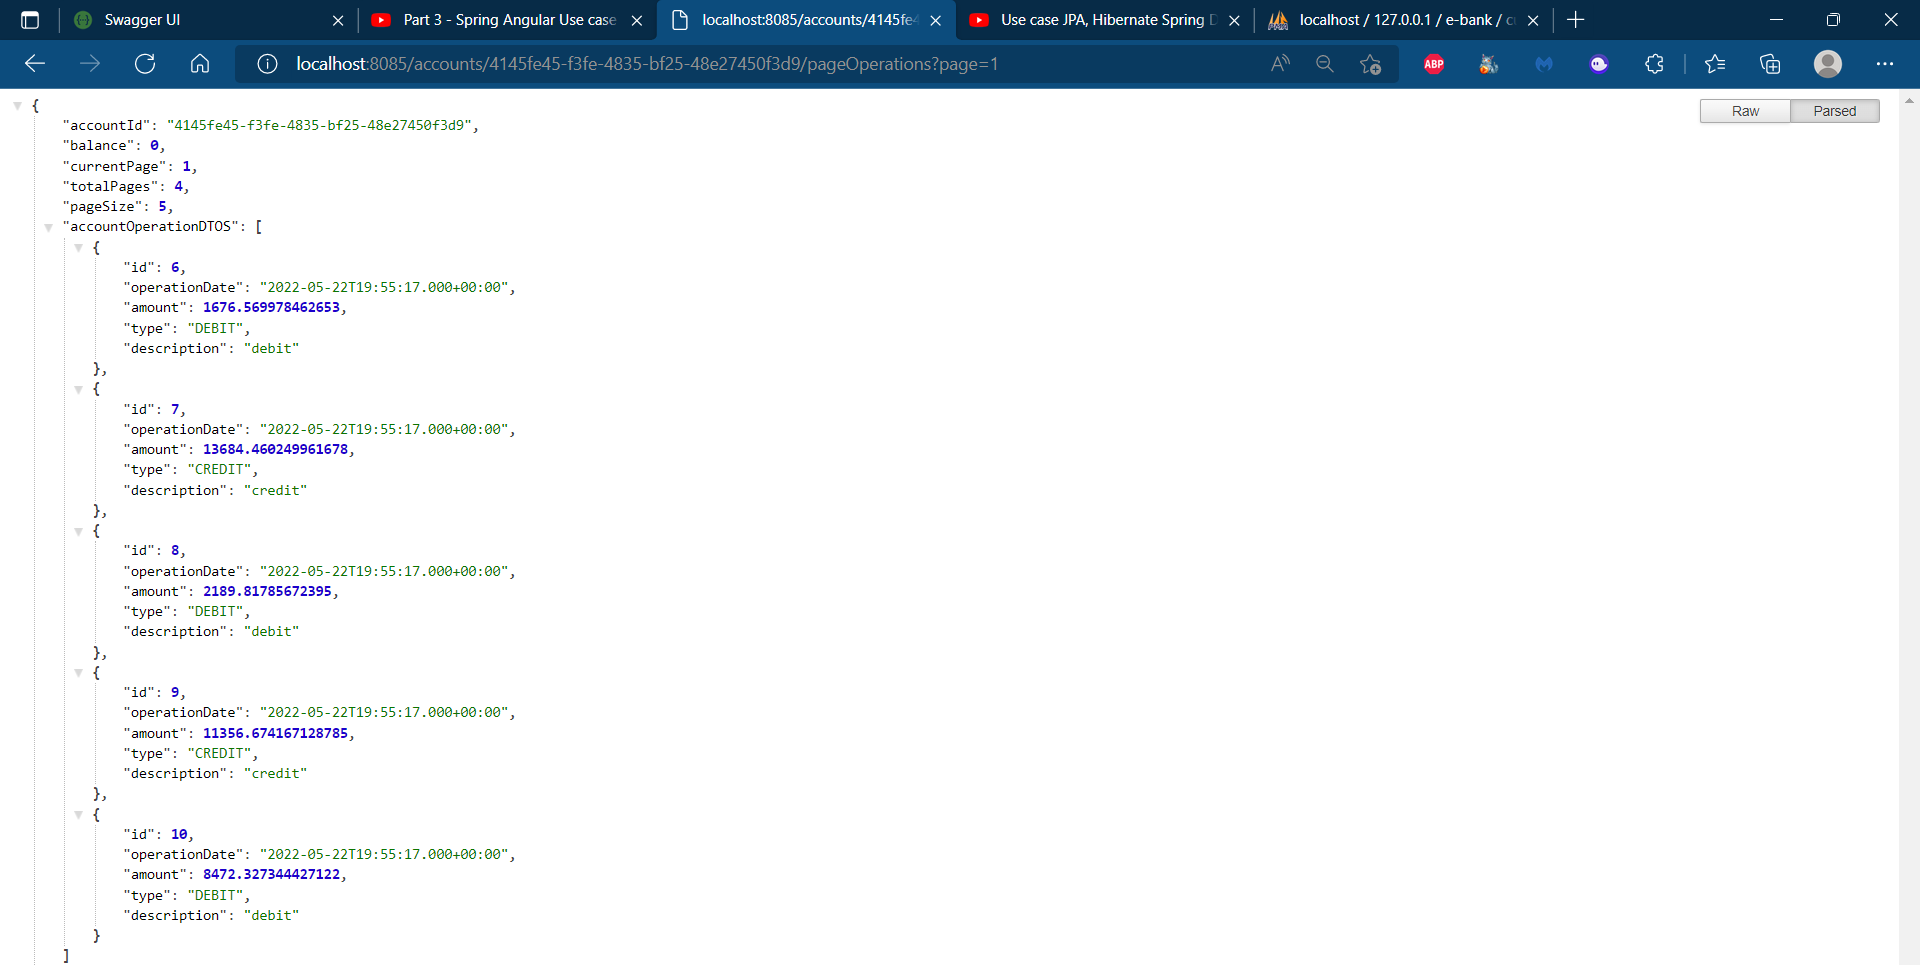 Swagger UI
Part 3 - Spring Angular Use case
localhost:8085/accounts/4145fe4
Use case JPA, Hibernate Spring D
localhost / 127.0.0.1 / e-bank / cu
localhost:8085/accounts/4145fe45-f3fe-4835-bf25-48e27450f3d9/pageOperations?page=1
ABP
Raw
Parsed
{
"accountId": "4145fe45-f3fe-4835-bf25-48e27450f3d9",
"balance": 0,
"currentPage": 1,
"totalPages": 4,
"pageSize": 5,
"accountOperationDTOS": [
{
"id": 6,
"operationDate": "2022-05-22T19:55:17.000+00:00",
"amount": 1676.569978462653,
"type": "DEBIT",
"description": "debit"
},
{
"id": 7,
"operationDate": "2022-05-22T19:55:17.000+00:00",
"amount": 13684.460249961678,
"type": "CREDIT",
"description": "credit"
},
{
"id": 8,
"operationDate": "2022-05-22T19:55:17.000+00:00",
"amount": 2189.81785672395,
"type": "DEBIT",
"description": "debit"
},
{
"id": 9,
"operationDate": "2022-05-22T19:55:17.000+00:00",
"amount": 11356.674167128785,
"type": "CREDIT",
"description": "credit"
},
{
"id": 10,
"operationDate": "2022-05-22T19:55:17.000+00:00",
"amount": 8472.327344427122,
"type": "DEBIT",
"description": "debit"
}
]